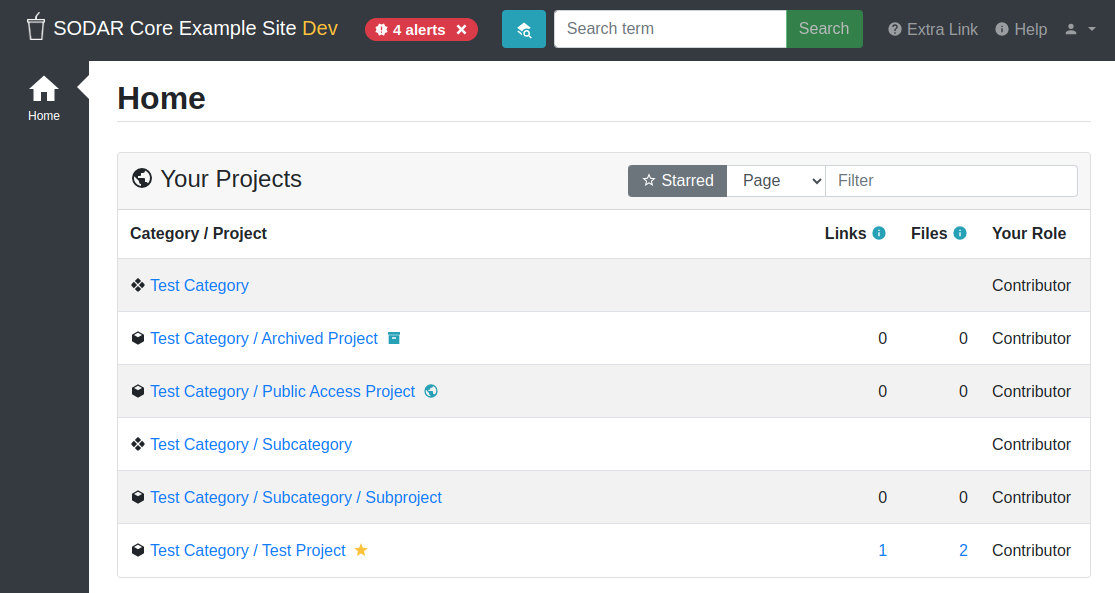 SODAR Core Example Site Dev 4 alerts Search term Search Extra Link Help
Home
Home
Your Projects Starred Page Filter
Category / Project Links Files Your Role
Test Category Contributor
Test Category / Archived Project 0 0 Contributor
Test Category / Public Access Project 0 0 Contributor
Test Category / Subcategory Contributor
Test Category / Subcategory / Subproject 0 0 Contributor
Test Category / Test Project 1 2 Contributor